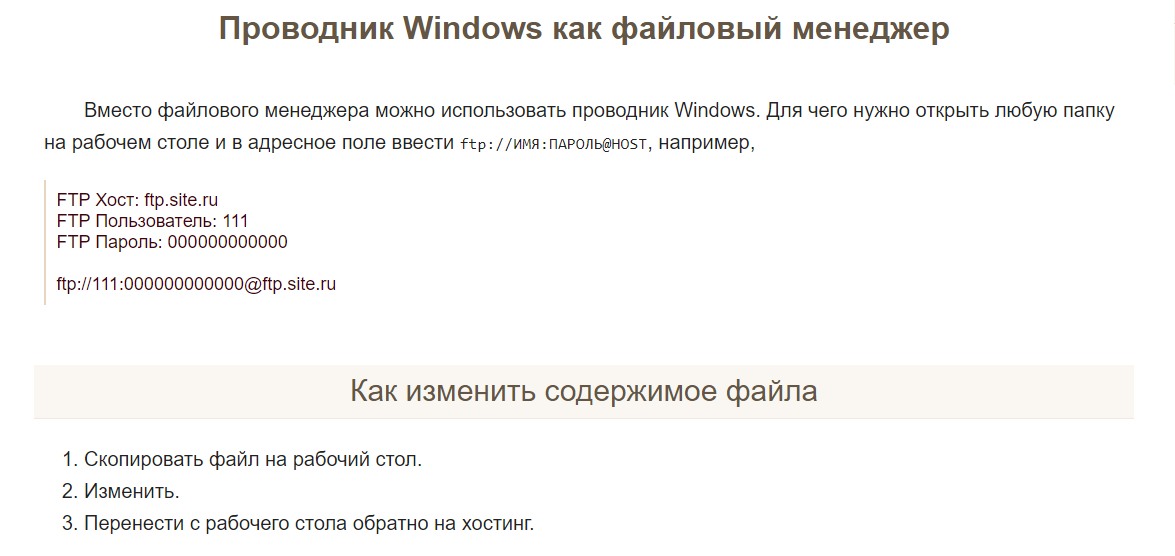 Проводник Windows как файловый менеджер
Вместо файлового менеджера можно использовать проводник Windows. Для чего нужно открыть любую папку
на рабочем столе и в адресное поле ввести ftp://ИМЯ:ПАРОЛЬ@HOST, например,
FTP Хост: ftp.site.ru
FTP Пользователь: 111
FTP Пароль: 000000000000
ftp://111:000000000000@ftp.site.ru
Как изменить содержимое файла
1. Скопировать файл на рабочий стол.
2. Изменить.
3. Перенести с рабочего стола обратно на хостинг.